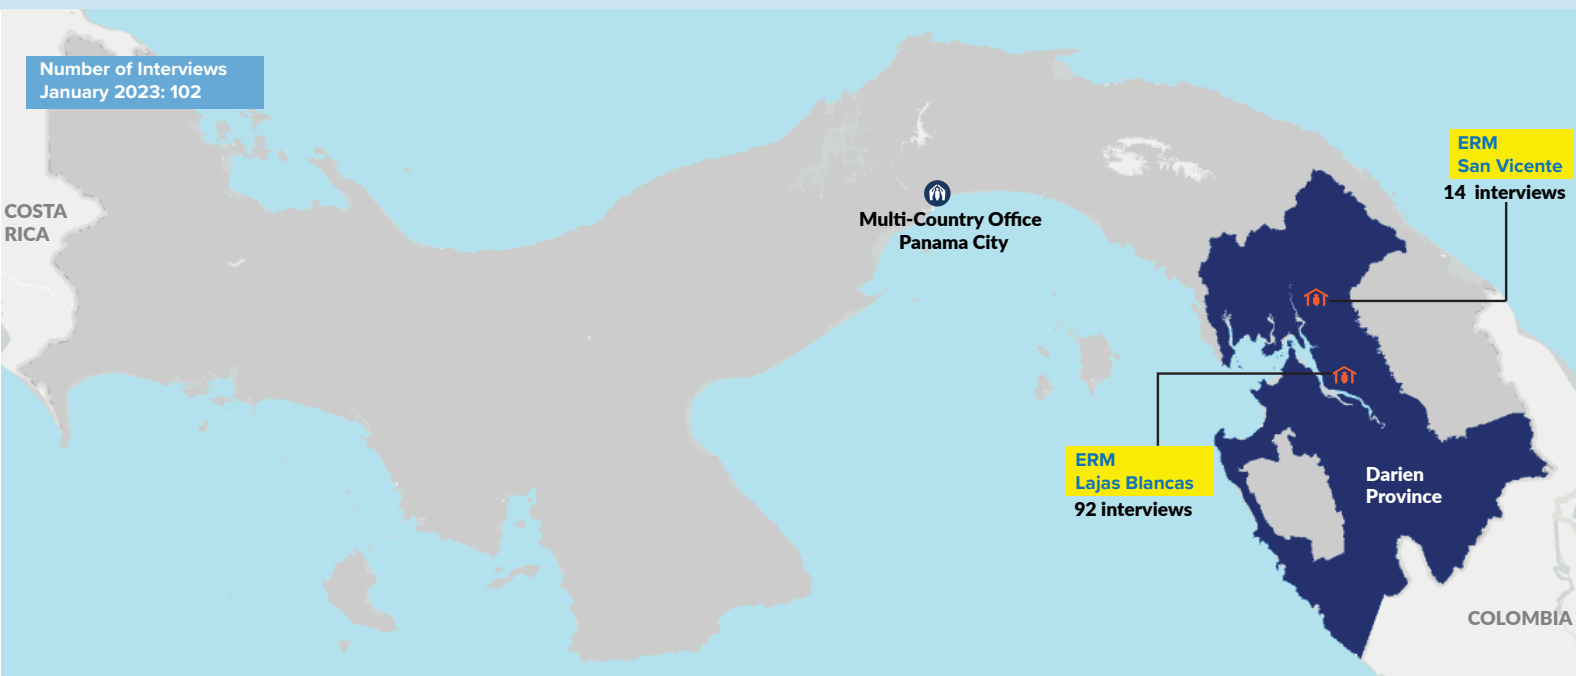 Number of Interviews
January 2023: 102
ERM
San Vicente
14 interviews
COSTA
RICA
Multi-Country Office
Panama City
ERM
Lajas Blancas
92 interviews
Darien
Province
COLOMBIA